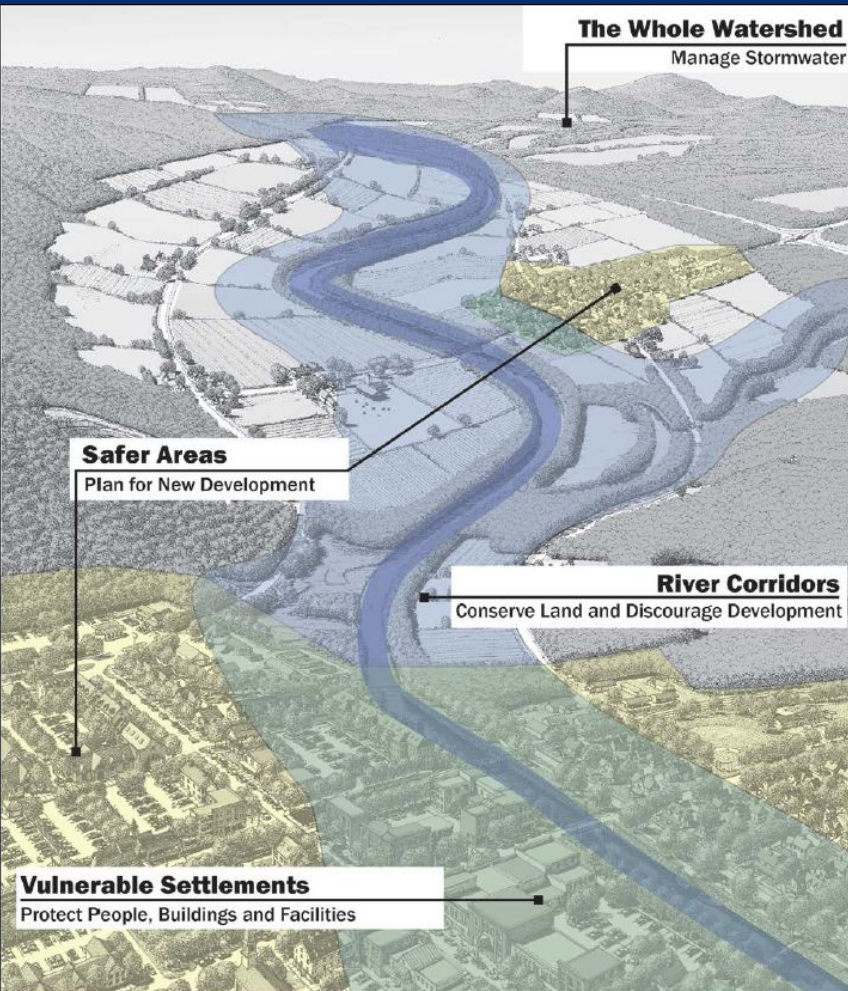 The Whole Watershed
Manage Stormwater
Safer Areas
Plan for New Development
River Corridors
Conserve Land and Discourage Development
Vulnerable Settlements
Protect People, Buildings and Facilities